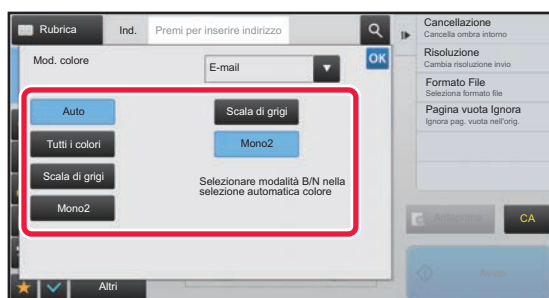 Rubrica
Ind.
Premi per inserire indirizzo
Mod. colore
E-mail
OK
Auto
Tutti i colori
Scala di grigi
Mono2
Scala di grigi
Mono2
Selezionare modalità B/N nella
selezione automatica colore
Altri
Cancellazione
Cancella ombra intorno
Risoluzione
Cambia risoluzione invio
Formato File
Seleziona formato file
Pagina vuota Ignora
Ignora pag. vuota nell'orig.
Anteprima
CA
Avvio